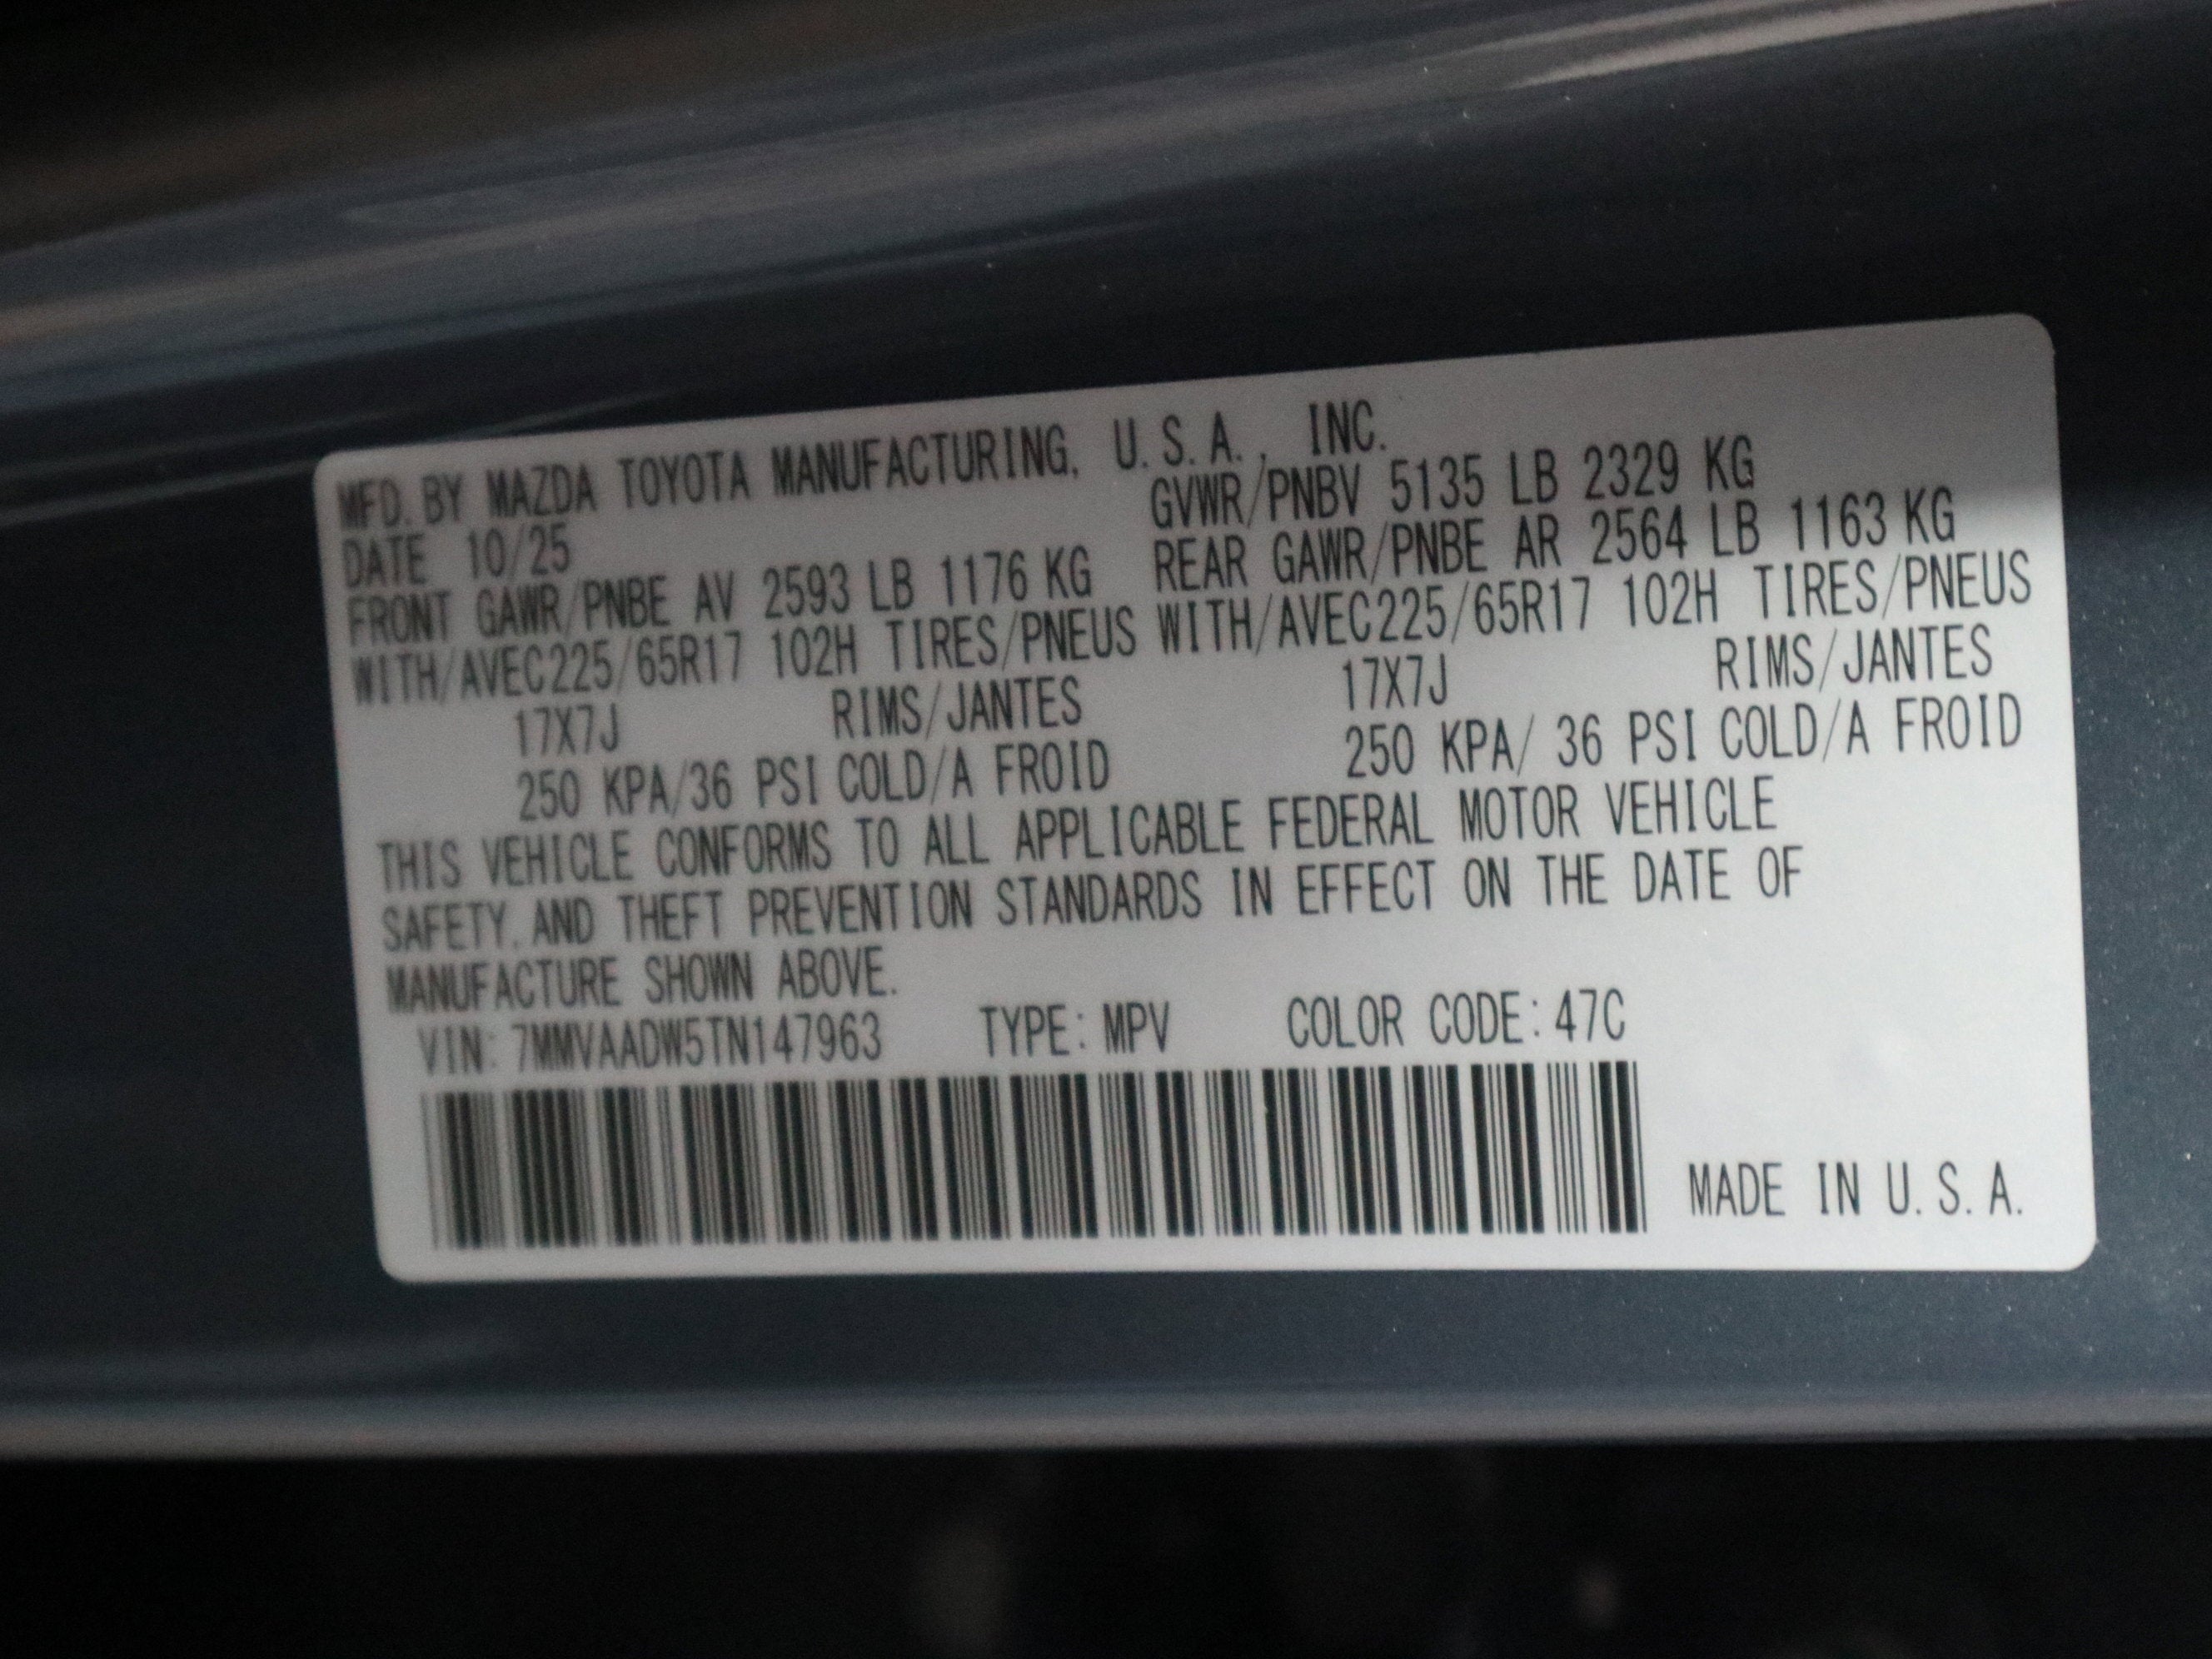 MFD. BY MAZDA TOYOTA MANUFACTURING, U.S.A., INC.
DATE 10/25 GVWR/PNBV 5135 LB 2329 KG
FRONT GAWR/PNBE AV 2593 LB 1176 KG REAR GAWR/PNBE AR 2564 LB 1163 KG
WITH/AVEC225/65R17 102H TIRES/PNEUS WITH/AVEC225/65R17 102H TIRES/PNEUS
17X7J RIMS/JANTES 17X7J RIMS/JANTES
250 KPA/36 PSI COLD/A FROID 250 KPA/ 36 PSI COLD/A FROID
THIS VEHICLE CONFORMS TO ALL APPLICABLE FEDERAL MOTOR VEHICLE
SAFETY, AND THEFT PREVENTION STANDARDS IN EFFECT ON THE DATE OF
MANUFACTURE SHOWN ABOVE.
VIN: 7MMVAADW5TN147963 TYPE: MPV COLOR CODE: 47C
MADE IN U.S.A.